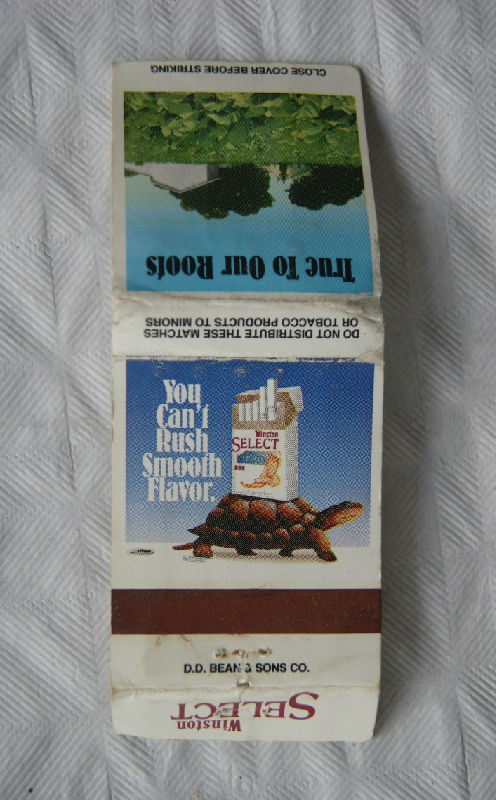 CLOSE COVER BEFORE STRIKING
True To Our Roots
DO NOT DISTRIBUTE THESE MATCHES
OR TOBACCO PRODUCTS TO MINORS
You
Can't
Rush
Smooth
Flavor.
Winston
SELECT
BOX
D.D. BEAN & SONS CO.
Winston
SELECT